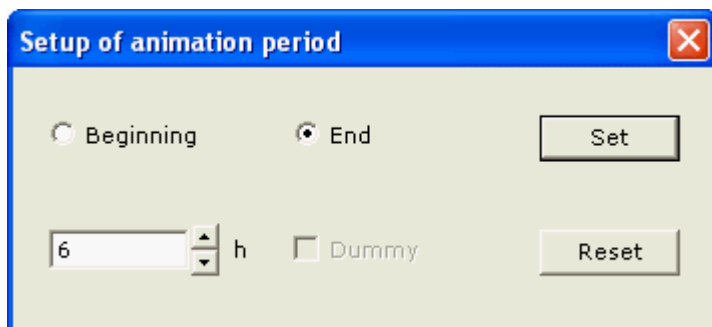 Setup of animation period
Beginning End Set
6 h Dummy Reset